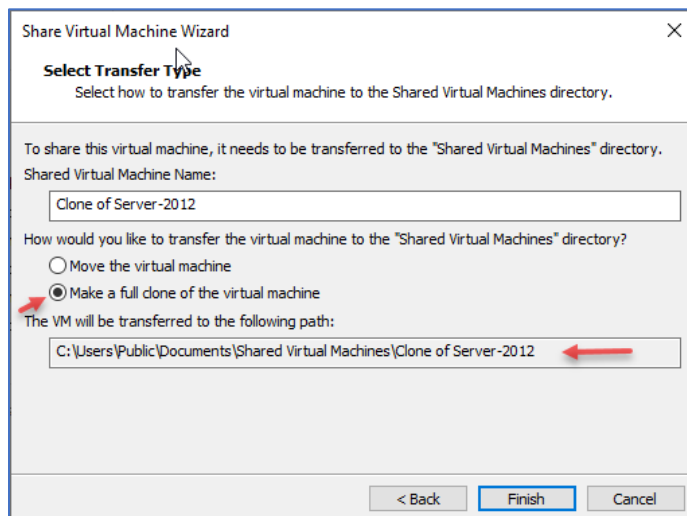 Share Virtual Machine Wizard
Select Transfer Type
Select how to transfer the virtual machine to the Shared Virtual Machines directory.
To share this virtual machine, it needs to be transferred to the "Shared Virtual Machines" directory.
Shared Virtual Machine Name:
Clone of Server-2012
How would you like to transfer the virtual machine to the "Shared Virtual Machines" directory?
Move the virtual machine
Make a full clone of the virtual machine
The VM will be transferred to the following path:
C:\Users\Public\Documents\Shared Virtual Machines\Clone of Server-2012
< Back Finish Cancel